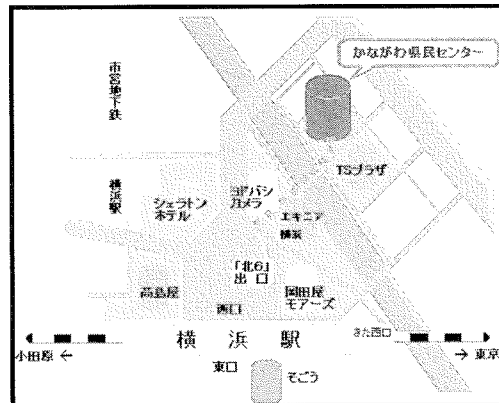 かながわ県民センター
市営地下鉄
横浜駅
TSプラザ
ヨドバシ
カメラ
シェラトン
ホテル
エキニア
横浜
「北6」
出口
高島屋
西口
岡田屋
モアーズ
きた西口
横浜駅
小田原 ←
→ 東京
東口
そごう